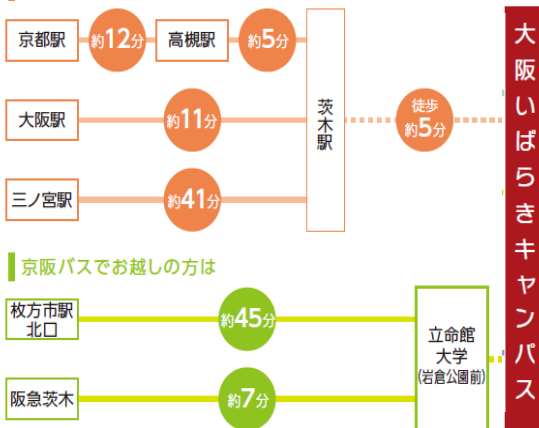 京都駅
約12分
高槻駅
約5分
大阪駅
約11分
三ノ宮駅
約41分
茨木駅
徒歩
約5分
京阪バスでお越しの方は
枚方市駅
北口
約45分
阪急茨木
約7分
立命館
大学
(岩倉公園前)
大阪いばらきキャンパス